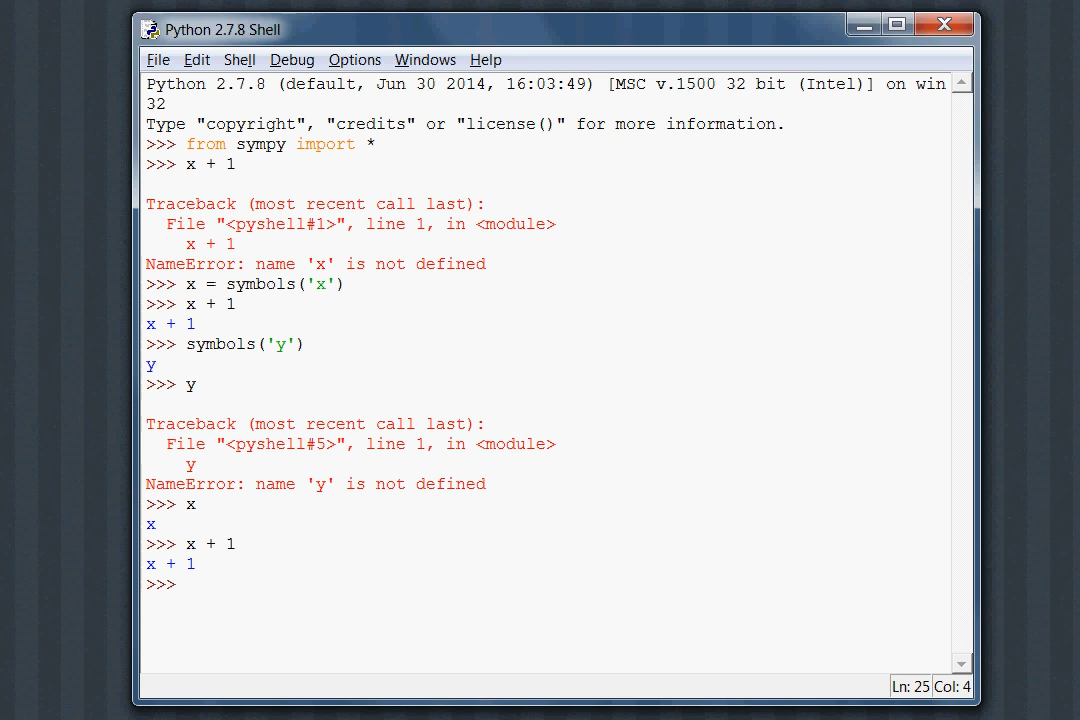 Python 2.7.8 Shell
File Edit Shell Debug Options Windows Help
Python 2.7.8 (default, Jun 30 2014, 16:03:49) [MSC v.1500 32 bit (Intel)] on win
32
Type "copyright", "credits" or "license()" for more information.
>>> from sympy import *
>>> x + 1
Traceback (most recent call last):
  File "<pyshell#1>", line 1, in <module>
    x + 1
NameError: name 'x' is not defined
>>> x = symbols('x')
>>> x + 1
x + 1
>>> symbols('y')
y
>>> y
Traceback (most recent call last):
  File "<pyshell#5>", line 1, in <module>
    y
NameError: name 'y' is not defined
>>> x
x
>>> x + 1
x + 1
>>>
Ln: 25 Col: 4